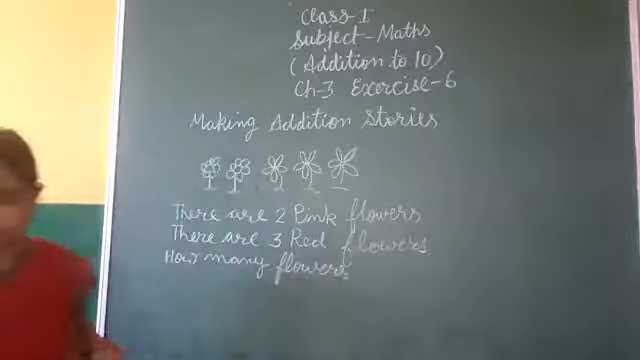 Class-I
Subject-Maths
(Addition to 10)
Ch-3 Exercise-6
Making Addition Stories
There are 2 Pink flowers
There are 3 Red flowers
How many flowers